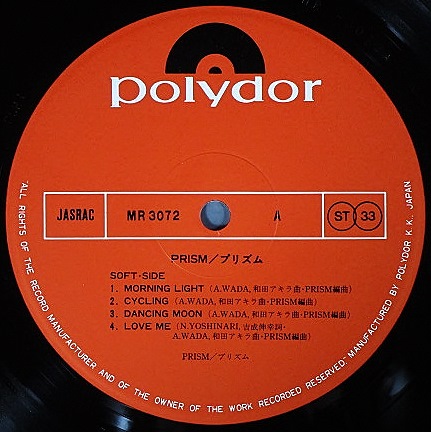 polydor
JASRAC MR 3072 A ST 33
PRISM／プリズム
SOFT-SIDE
1. MORNING LIGHT (A.WADA, 和田アキラ曲・PRISM編曲)
2. CYCLING (A.WADA, 和田アキラ曲・PRISM編曲)
3. DANCING MOON (A.WADA, 和田アキラ曲・PRISM編曲)
4. LOVE ME (N.YOSHINARI, 吉成伸幸詞・
A.WADA, 和田アキラ曲・PRISM編曲)
PRISM／プリズム
"ALL RIGHTS OF THE RECORD MANUFACTURER AND OF THE OWNER OF THE WORK RECORDED RESERVED." MANUFACTURED BY POLYDOR K.K., JAPAN.